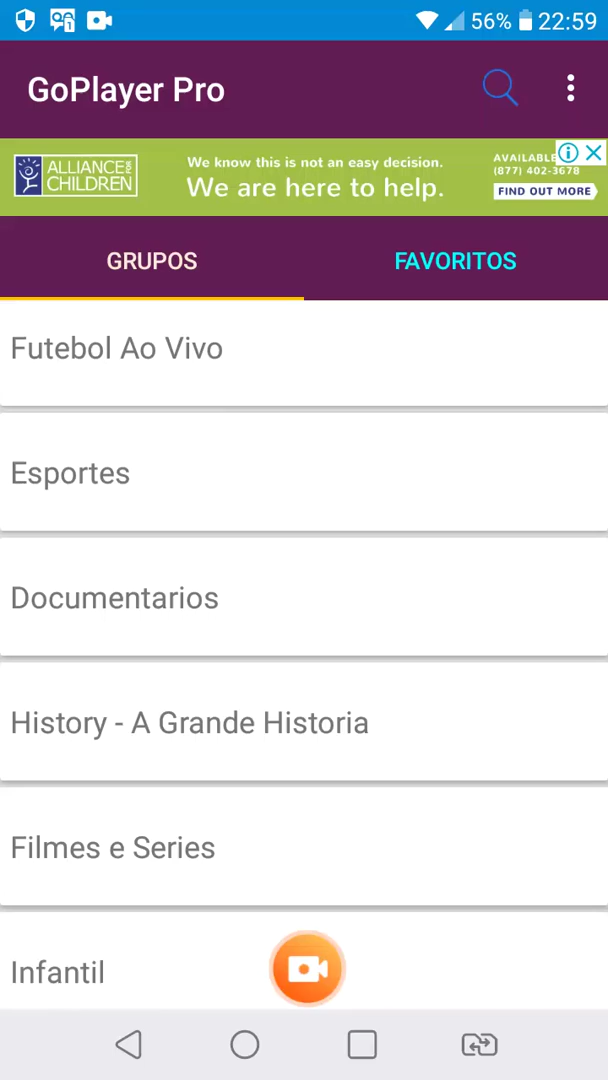 56% 22:59
GoPlayer Pro
ALLIANCE FOR
CHILDREN
We know this is not an easy decision.
We are here to help.
AVAILABLE
(877) 402-3678
FIND OUT MORE
GRUPOS
FAVORITOS
Futebol Ao Vivo
Esportes
Documentarios
History - A Grande Historia
Filmes e Series
Infantil